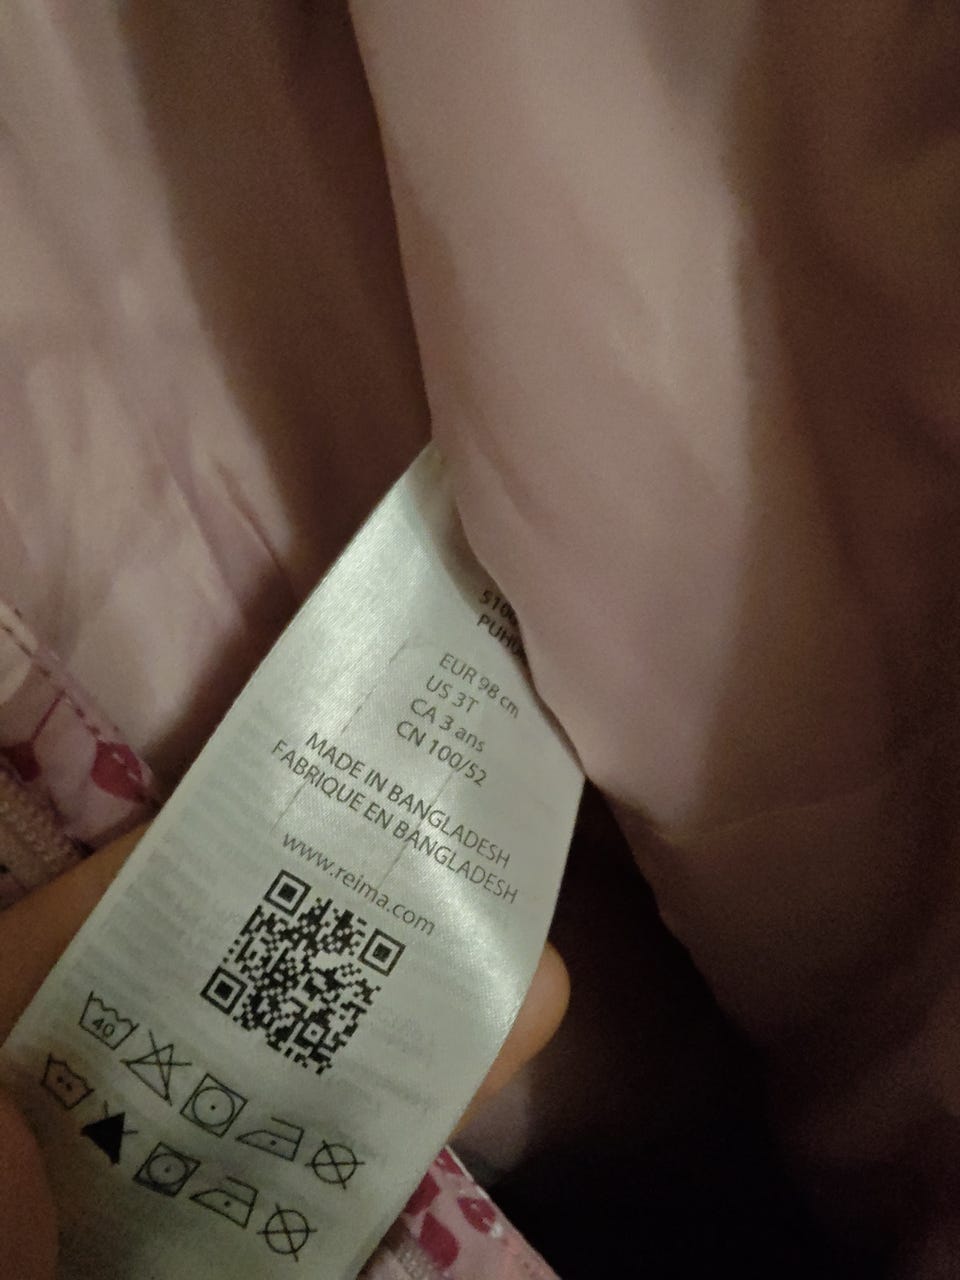 EUR 98 cm
US 3T
CA 3 ans
CN 100/52
MADE IN BANGLADESH
FABRIQUE EN BANGLADESH
www.reima.com
40